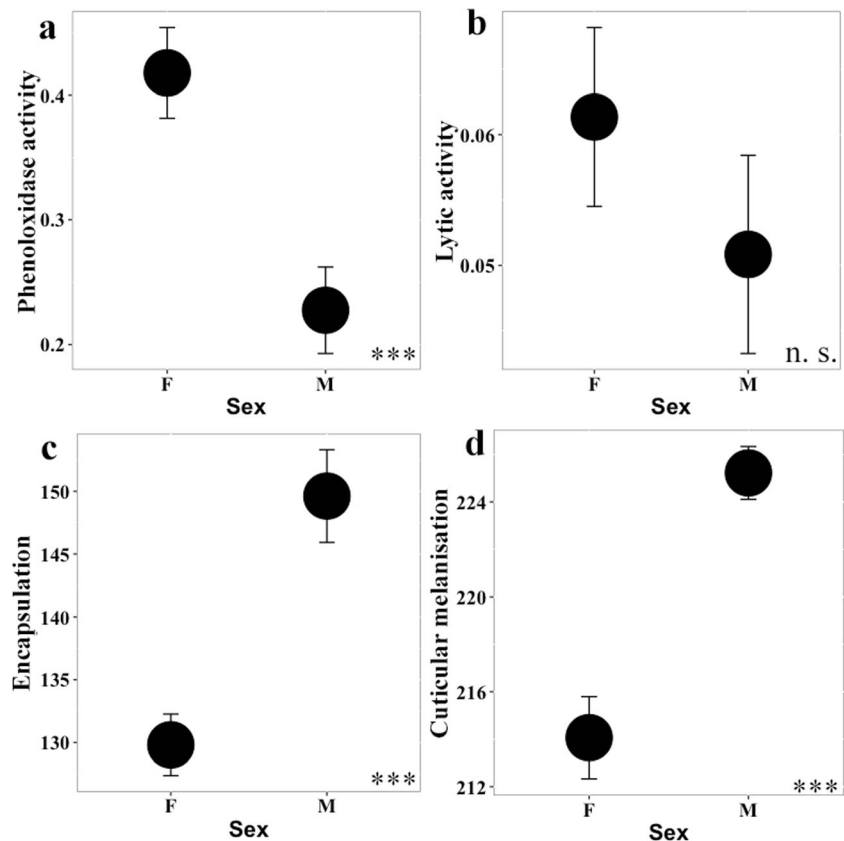 a
Phenoloxidase activity
0.4
0.3
0.2
***
F
M
Sex
b
Lytic activity
0.06
0.05
n. s.
F
M
Sex
c
Encapsulation
150
145
140
135
130
***
F
M
Sex
d
Cuticular melanisation
224
220
216
212
***
F
M
Sex